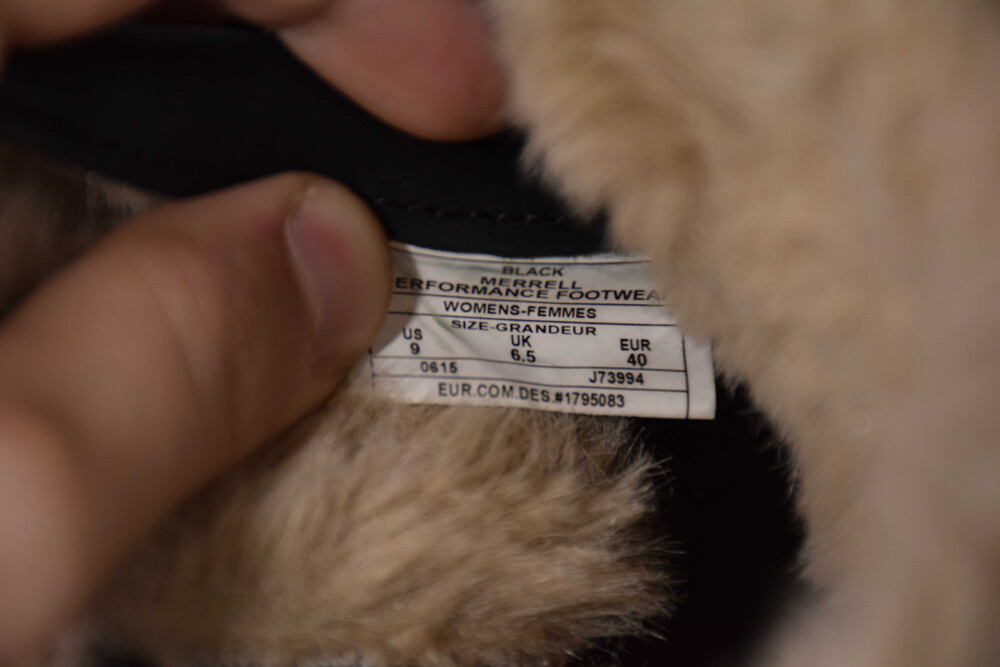 BLACK
MERRELL
ERFORMANCE FOOTWEA
WOMENS-FEMMES
SIZE-GRANDEUR
US UK EUR
9 6.5 40
0615 J73994
EUR.COM.DES.#1795083